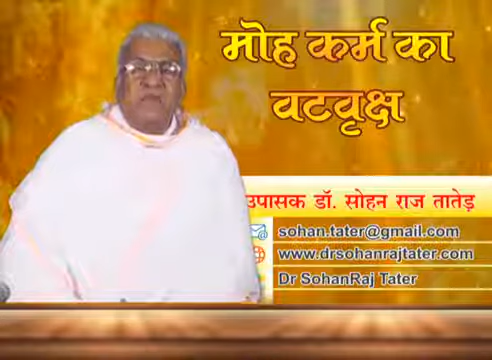 मोह कर्म का
वटवृक्ष
उपासक डॉ. सोहन राज तातेड़
sohan.tater@gmail.com
www.drsohanrajtater.com
Dr SohanRaj Tater